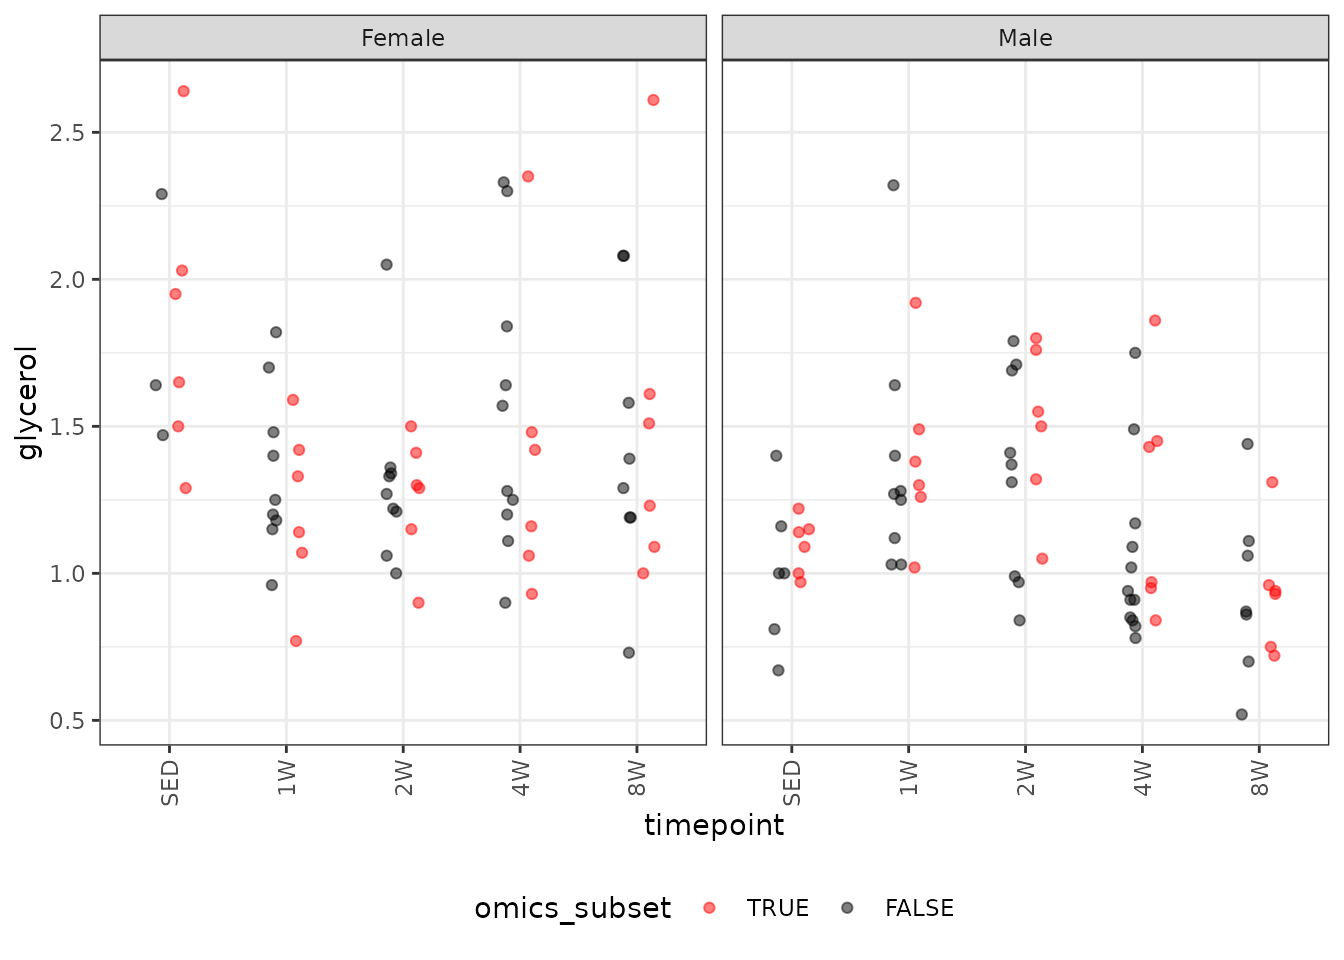 Female Male
2.5
2.0
1.5
1.0
0.5
glycerol
SED 1W 2W 4W 8W SED 1W 2W 4W 8W
timepoint
omics_subset TRUE FALSE